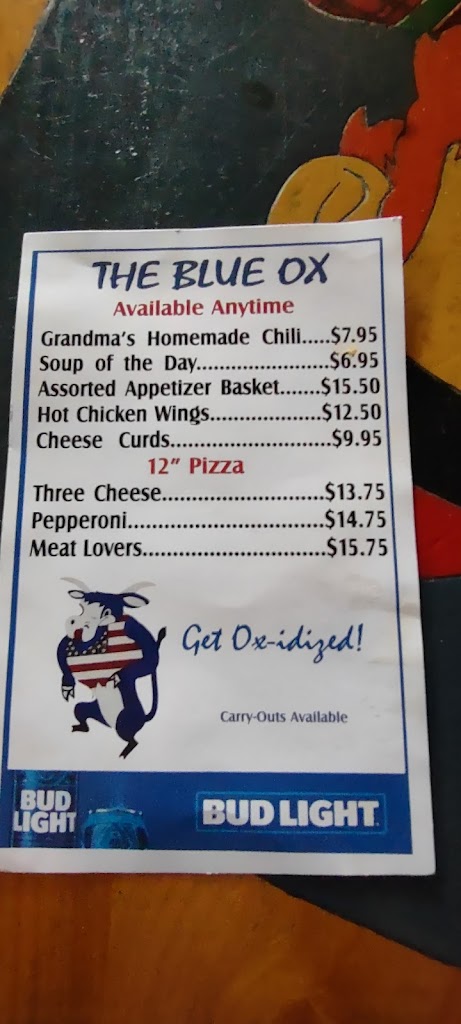 THE BLUE OX
Available Anytime
Grandma's Homemade Chili.....$7.95
Soup of the Day........................$6.95
Assorted Appetizer Basket.......$15.50
Hot Chicken Wings....................$12.50
Cheese Curds.............................$9.95
12" Pizza
Three Cheese.............................$13.75
Pepperoni...................................$14.75
Meat Lovers................................$15.75
Get Ox-idized!
Carry-Outs Available
BUD
LIGHT
BUD LIGHT